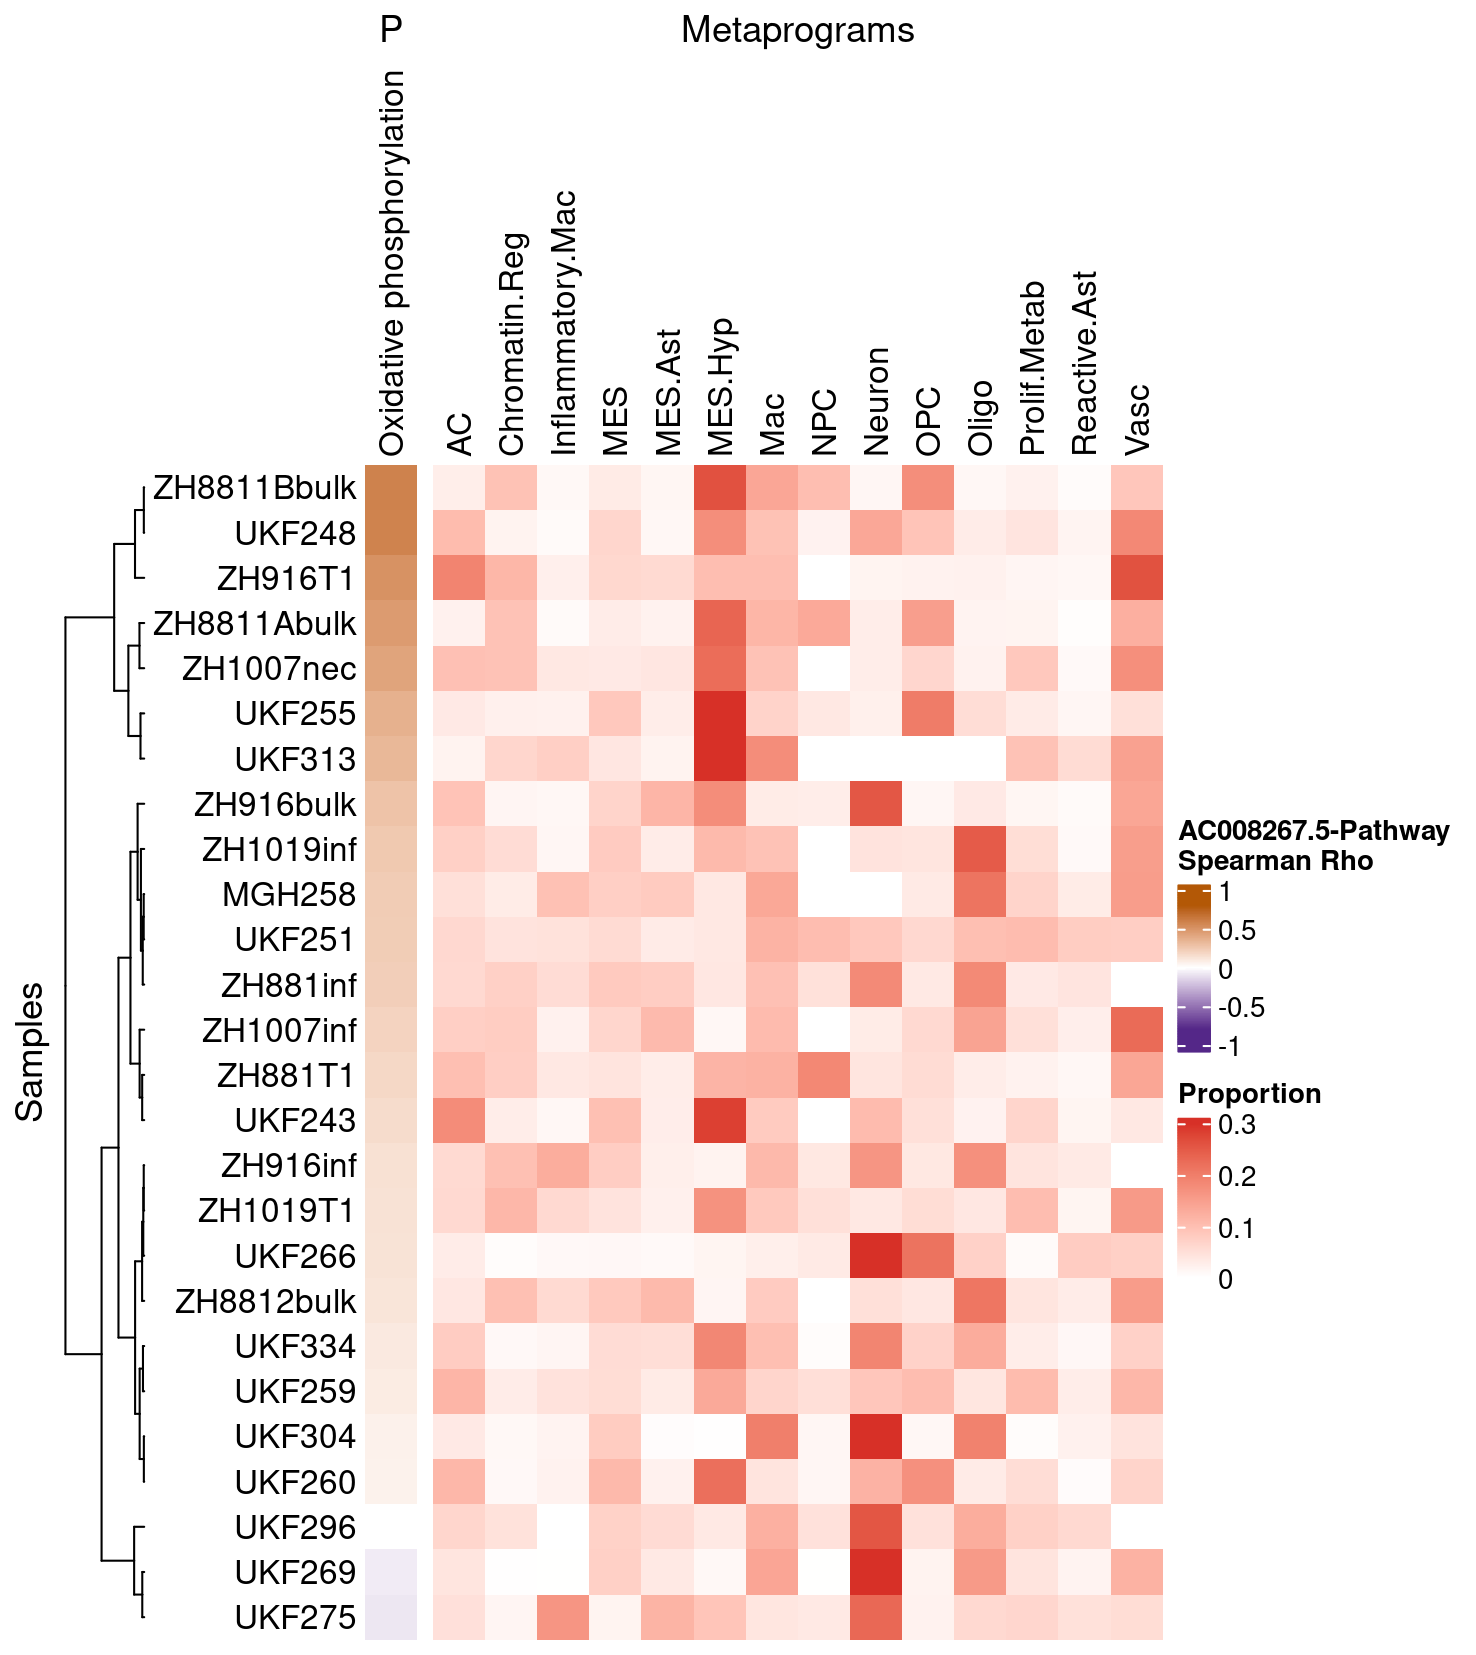 P
Metaprograms
Oxidative phosphorylation
AC
Chromatin.Reg
Inflammatory.Mac
MES
MES.Ast
MES.Hyp
Mac
NPC
Neuron
OPC
Oligo
Prolif.Metab
Reactive.Ast
Vasc
Samples
ZH8811Bbulk
UKF248
ZH916T1
ZH8811Abulk
ZH1007nec
UKF255
UKF313
ZH916bulk
ZH1019inf
MGH258
UKF251
ZH881inf
ZH1007inf
ZH881T1
UKF243
ZH916inf
ZH1019T1
UKF266
ZH8812bulk
UKF334
UKF259
UKF304
UKF260
UKF296
UKF269
UKF275
AC008267.5-Pathway
Spearman Rho
1
0.5
0
-0.5
-1
Proportion
0.3
0.2
0.1
0